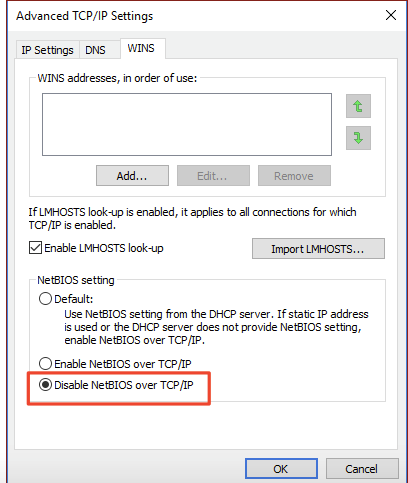 Advanced TCP/IP Settings
IP Settings DNS WINS
WINS addresses, in order of use:
Add... Edit... Remove
If LMHOSTS look-up is enabled, it applies to all connections for which
TCP/IP is enabled.
Enable LMHOSTS look-up Import LMHOSTS...
NetBIOS setting
Default:
Use NetBIOS setting from the DHCP server. If static IP address
is used or the DHCP server does not provide NetBIOS setting,
enable NetBIOS over TCP/IP.
Enable NetBIOS over TCP/IP
Disable NetBIOS over TCP/IP
OK Cancel